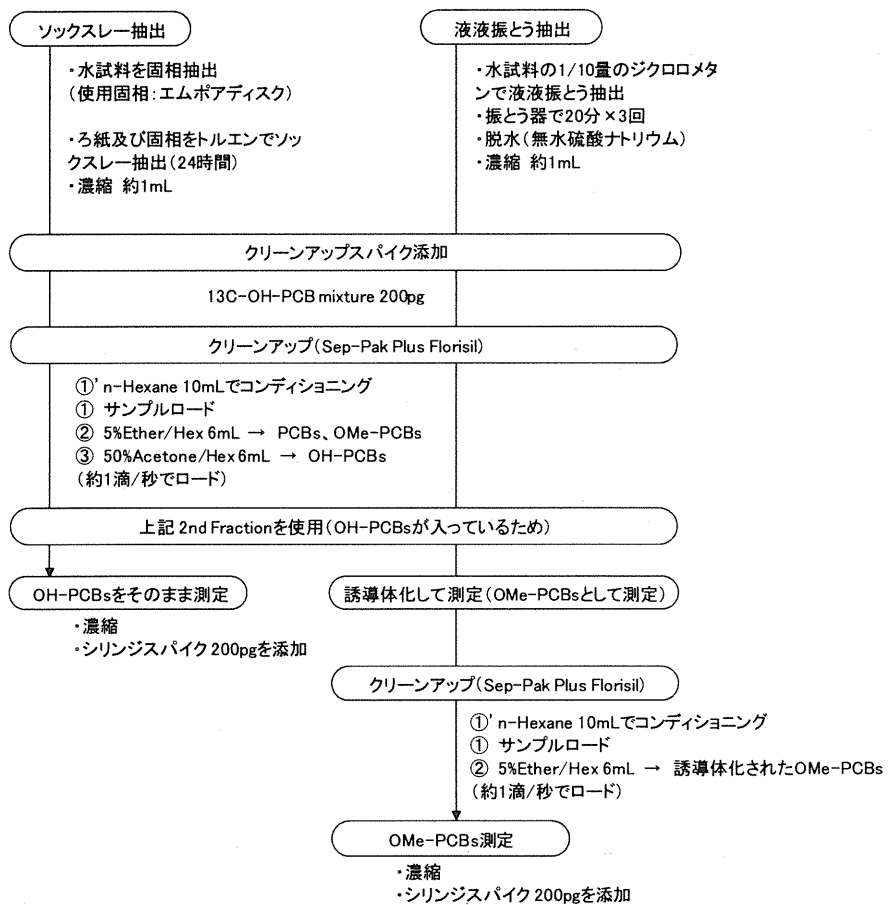 ソックスレー抽出
・水試料を固相抽出
(使用固相:エムポアディスク)
・ろ紙及び固相をトルエンでソッ
クスレー抽出(24時間)
・濃縮 約1mL
液液振とう抽出
・水試料の1/10量のジクロロメタ
ンで液液振とう抽出
・振とう器で20分×3回
・脱水(無水硫酸ナトリウム)
・濃縮 約1mL
クリーンアップスパイク添加
13C-OH-PCB mixture 200pg
クリーンアップ(Sep-Pak Plus Florisil)
①' n-Hexane 10mLでコンディショニング
① サンプルロード
② 5%Ether/Hex 6mL → PCBs、OMe-PCBs
③ 50%Acetone/Hex 6mL → OH-PCBs
(約1滴/秒でロード)
上記 2nd Fractionを使用(OH-PCBsが入っているため)
OH-PCBsをそのまま測定
・濃縮
・シリンジスパイク 200pgを添加
誘導体化して測定(OMe-PCBsとして測定)
クリーンアップ(Sep-Pak Plus Florisil)
①' n-Hexane 10mLでコンディショニング
① サンプルロード
② 5%Ether/Hex 6mL → 誘導体化されたOMe-PCBs
(約1滴/秒でロード)
OMe-PCBs測定
・濃縮
・シリンジスパイク 200pgを添加